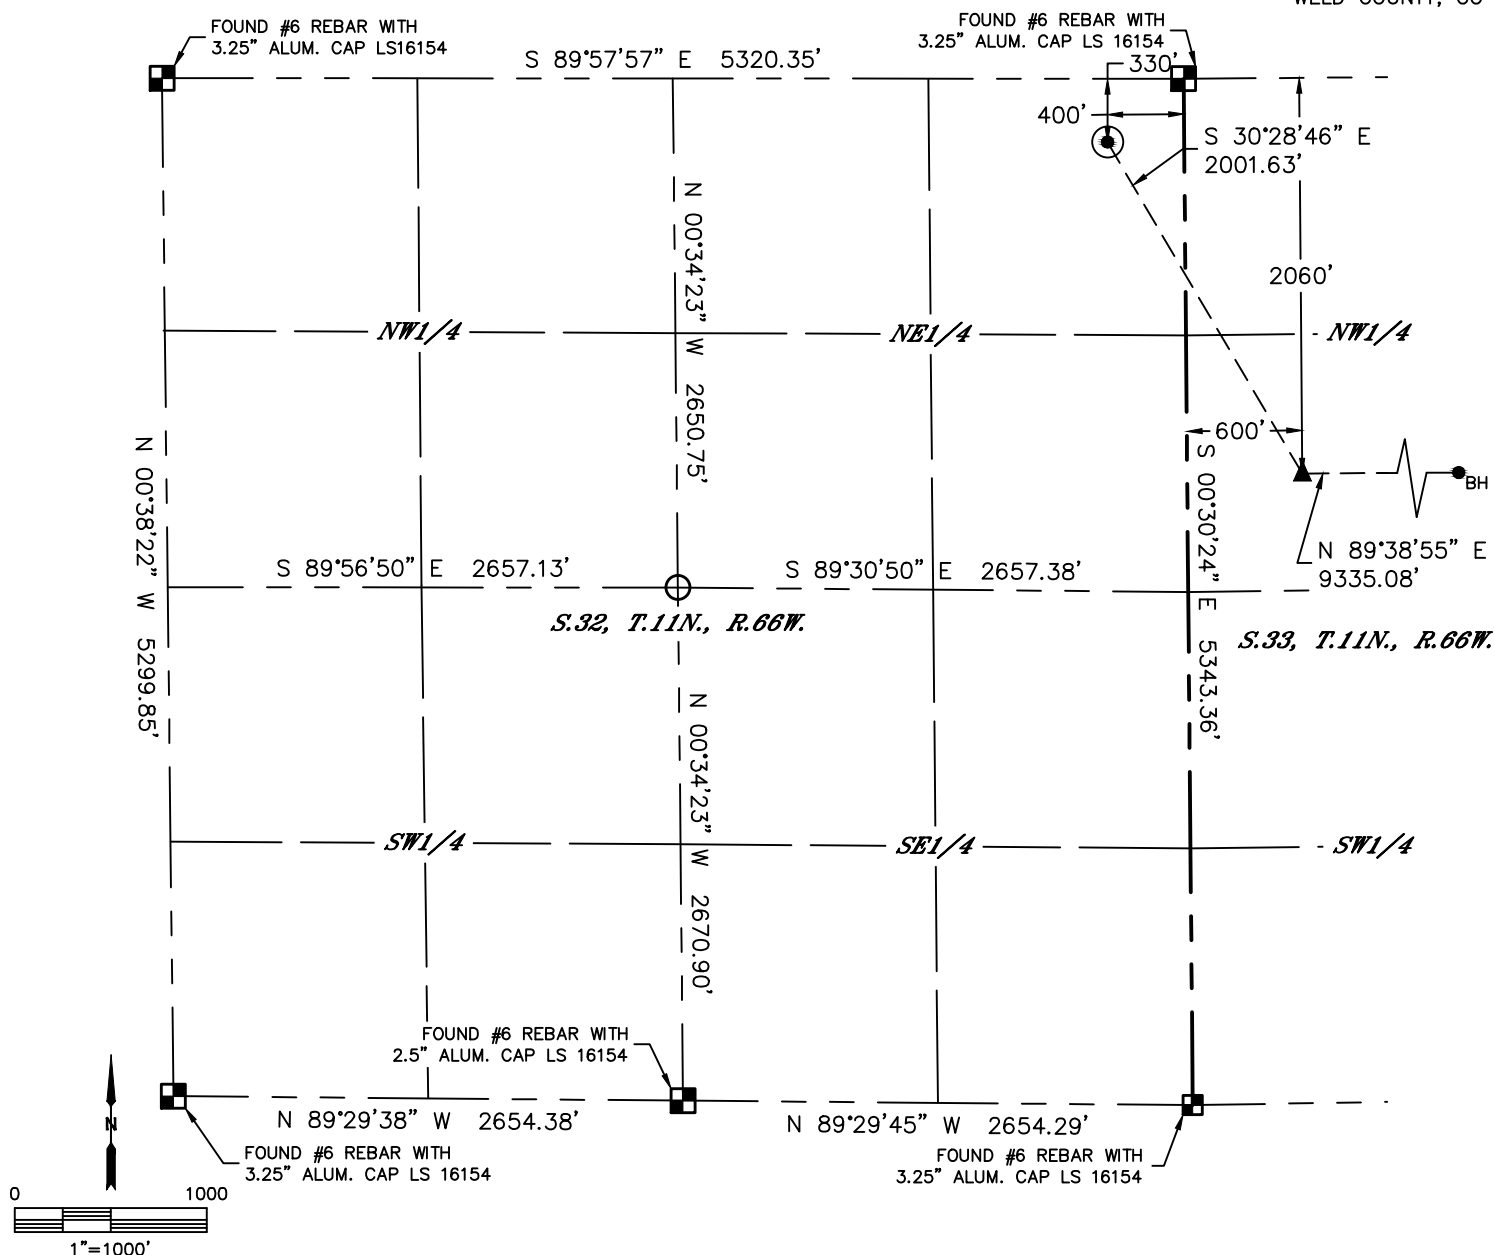 FOUND #6 REBAR WITH
3.25" ALUM. CAP LS16154
S 89°57'57" E 5320.35'
FOUND #6 REBAR WITH
3.25" ALUM. CAP LS 16154
330'
400'
S 30°28'46" E
2001.63'
N 00°34'23" W 2650.75'
2060'
NW1/4
NE1/4
NW1/4
600'
N 00°38'22" W 5299.85'
S 00°30'24" E 5343.36'
BH
N 89°38'55" E
9335.08'
S 89°56'50" E 2657.13'
S 89°30'50" E 2657.38'
S.32, T.11N., R.66W.
S.33, T.11N., R.66W.
N 00°34'23" W 2670.90'
SW1/4
SE1/4
SW1/4
FOUND #6 REBAR WITH
2.5" ALUM. CAP LS 16154
N 89°29'38" W 2654.38'
N 89°29'45" W 2654.29'
N
FOUND #6 REBAR WITH
3.25" ALUM. CAP LS 16154
FOUND #6 REBAR WITH
3.25" ALUM. CAP LS 16154
0 1000
1"=1000'